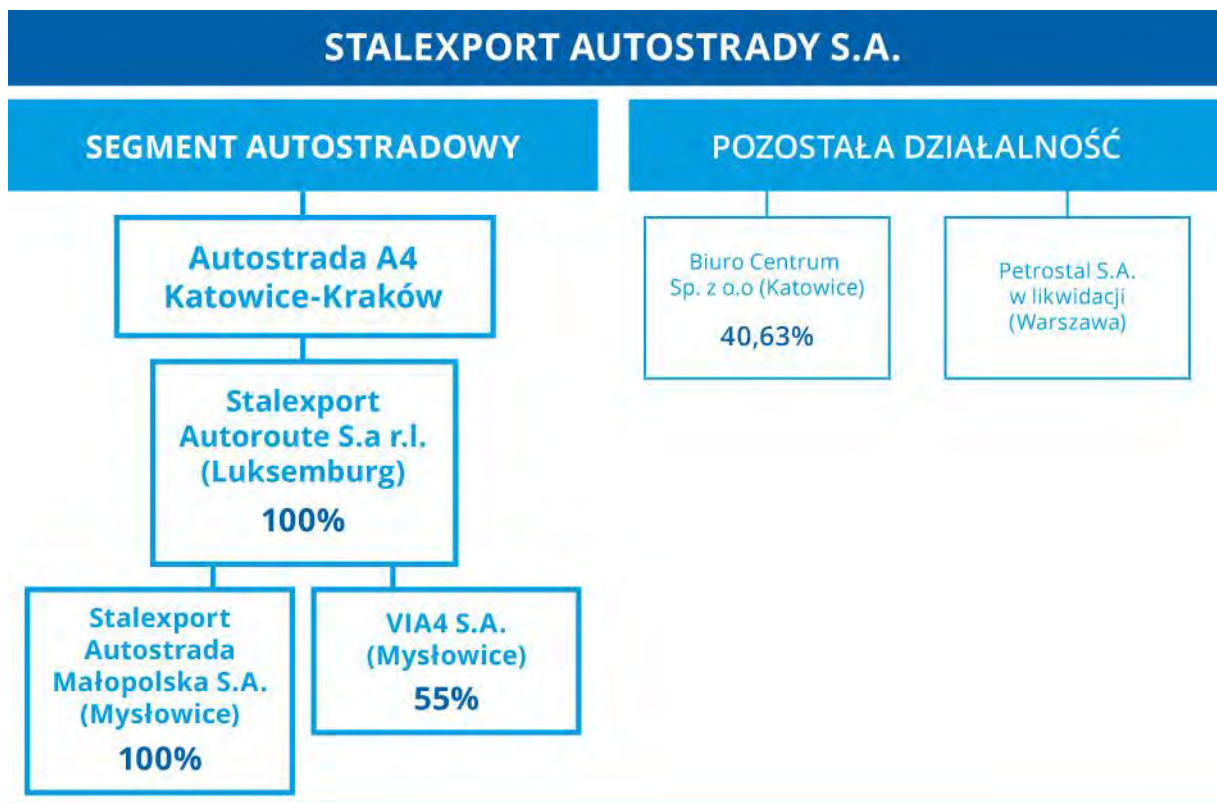 STALEXPORT AUTOSTRADY S.A.
SEGMENT AUTOSTRADOWY
Autostrada A4
Katowice-Kraków
Stalexport
Autoroute S.a r.l.
(Luksemburg)
100%
Stalexport
Autostrada
Małopolska S.A.
(Mysłowice)
100%
VIA4 S.A.
(Mysłowice)
55%
POZOSTAŁA DZIAŁALNOŚĆ
Biuro Centrum
Sp. z o.o (Katowice)
40,63%
Petrostal S.A.
w likwidacji
(Warszawa)